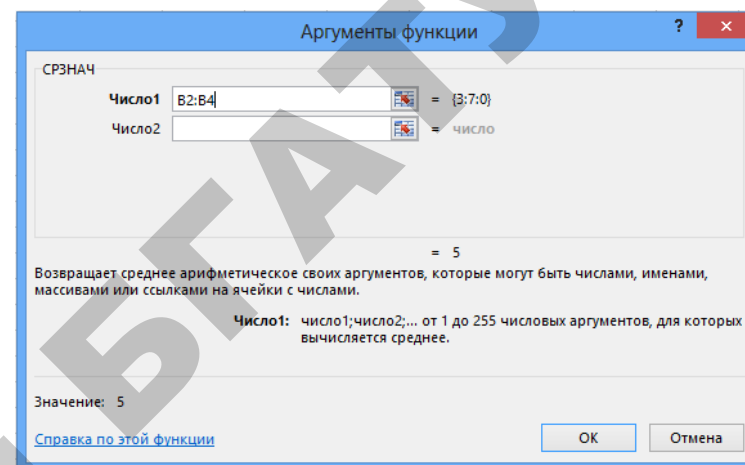 Аргументы функции
?
×
СРЗНАЧ
Число1 B2:B4 = {3:7:0}
Число2 = число
= 5
Возвращает среднее арифметическое своих аргументов, которые могут быть числами, именами,
массивами или ссылками на ячейки с числами.
Число1: число1;число2;... от 1 до 255 числовых аргументов, для которых
вычисляется среднее.
Значение: 5
Справка по этой функции
ОК
Отмена
БГАТУ